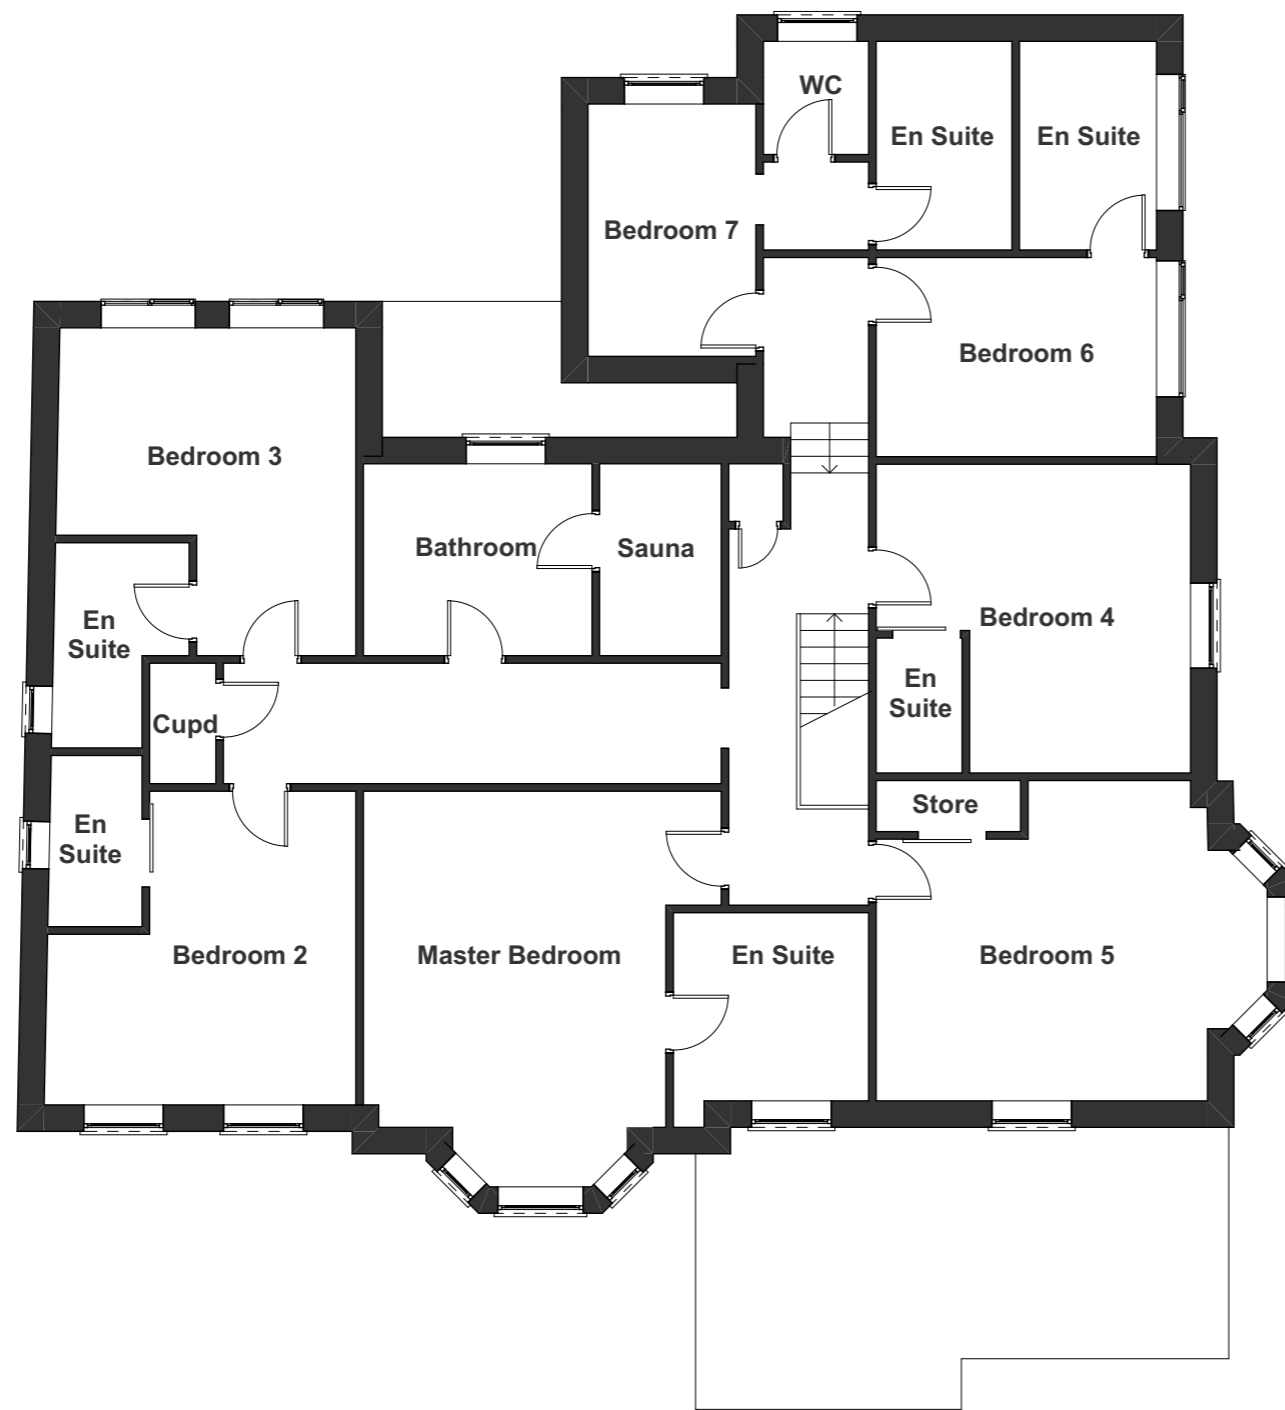 WC
En Suite
En Suite
Bedroom 7
Bedroom 6
Bedroom 3
Bathroom
Sauna
En
Suite
Bedroom 4
En
Suite
Cupd
Store
En
Suite
Bedroom 2
Master Bedroom
En Suite
Bedroom 5